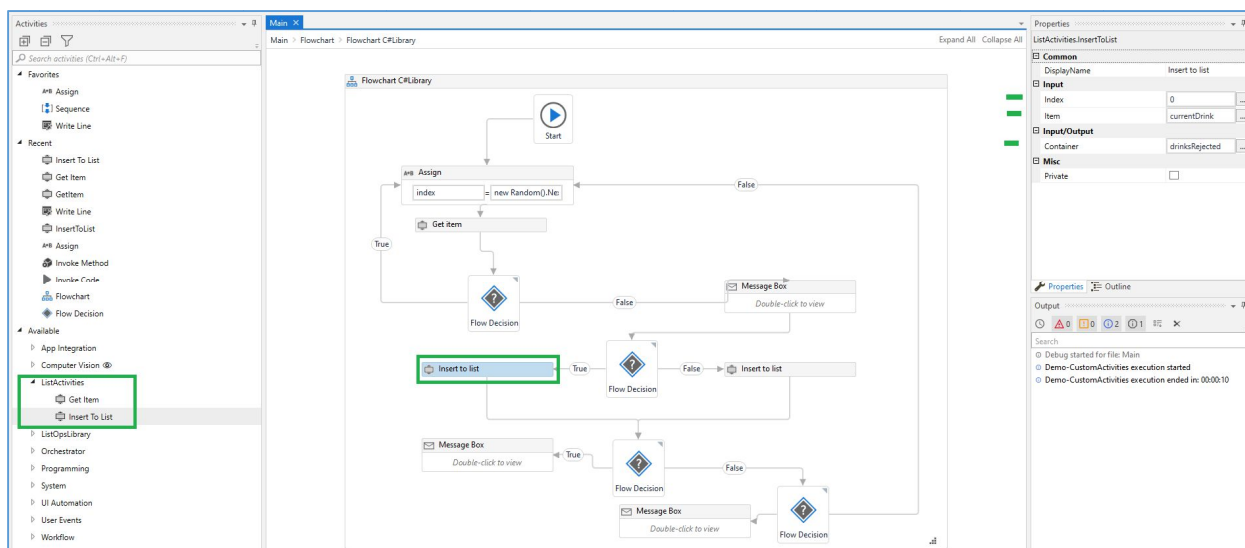 Activities
Search activities (Ctrl+Alt+F)
Favorites
A+B Assign
Sequence
Write Line
Recent
Insert To List
Get Item
GetItem
Write Line
InsertToList
A+B Assign
Invoke Method
Invoke Code
Flowchart
Flow Decision
Available
App Integration
Computer Vision
ListActivities
Get Item
Insert To List
ListOpsLibrary
Orchestrator
Programming
System
UI Automation
User Events
Workflow
Main
Main > Flowchart > Flowchart C#Library
Expand All Collapse All
Flowchart C#Library
Start
A+B Assign
index = new Random().Ne
False
Get item
True
Flow Decision
False
Message Box
Double-click to view
Insert to list
True
Flow Decision
False
Insert to list
Message Box
Double-click to view
True
Flow Decision
False
Message Box
Double-click to view
Flow Decision
Properties
ListActivities.InsertToList
Common
DisplayName Insert to list
Input
Index 0 ...
Item currentDrink ...
Input/Output
Container drinksRejected ...
Misc
Private
Properties Outline
Output
0 0 2 1
Search
Debug started for file: Main
Demo-CustomActivities execution started
Demo-CustomActivities execution ended in: 00:00:10